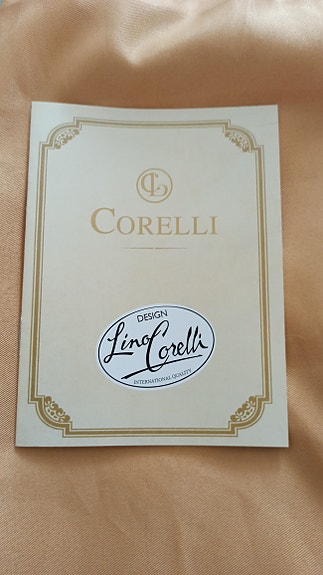 CL
CORELLI
DESIGN
Lino Corelli
INTERNATIONAL QUALITY